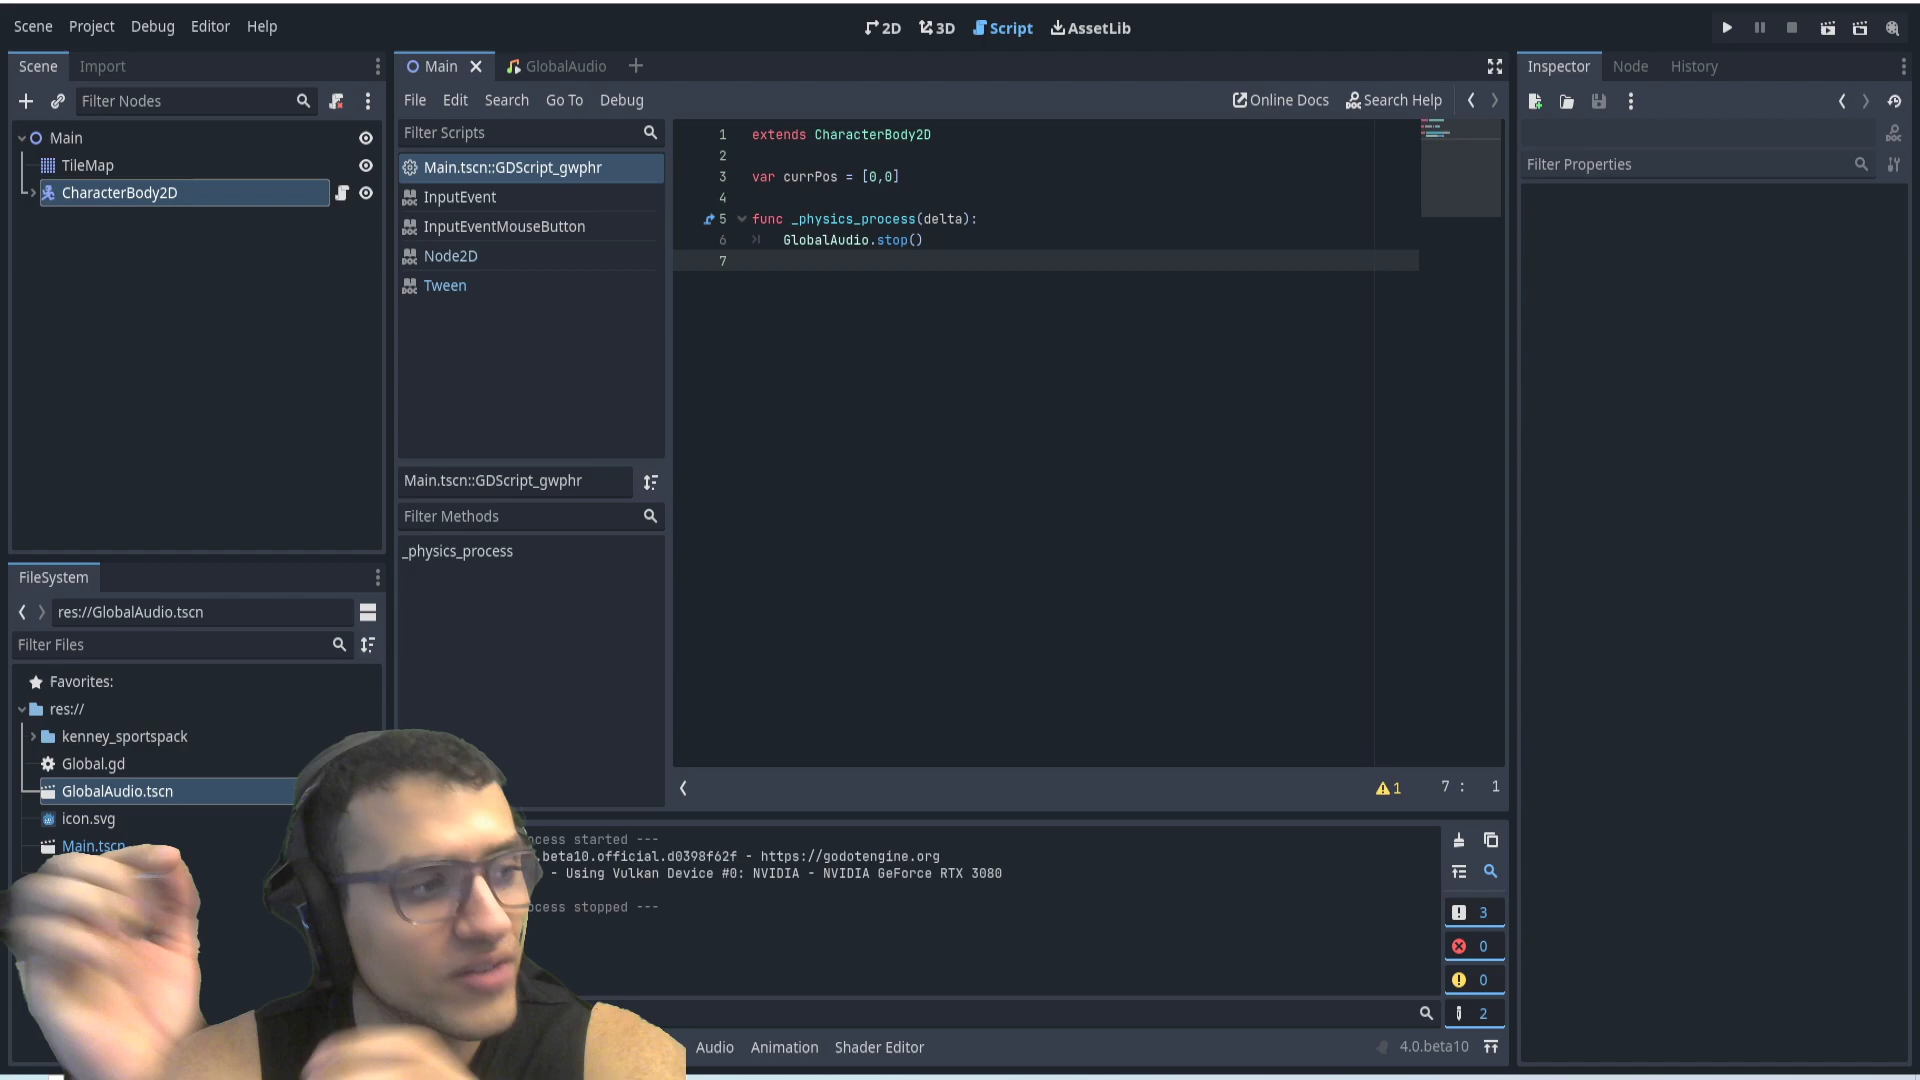 Scene Project Debug Editor Help
2D 3D Script AssetLib
Scene Import
Filter Nodes
Main
TileMap
CharacterBody2D
FileSystem
res://GlobalAudio.tscn
Filter Files
Favorites:
res://
kenney_sportspack
Global.gd
GlobalAudio.tscn
icon.svg
Main.tscn
Main GlobalAudio
File Edit Search Go To Debug
Online Docs Search Help
Filter Scripts
Main.tscn::GDScript_gwphr
InputEvent
InputEventMouseButton
Node2D
Tween
Main.tscn::GDScript_gwphr
Filter Methods
_physics_process
1 extends CharacterBody2D
2
3 var currPos = [0,0]
4
5 func _physics_process(delta):
6 GlobalAudio.stop()
7
1 7 : 1
ocess started ---
.beta10.official.d0398f62f - https://godotengine.org
- Using Vulkan Device #0: NVIDIA - NVIDIA GeForce RTX 3080
ocess stopped ---
3
0
0
2
Audio Animation Shader Editor
4.0.beta10
Inspector Node History
Filter Properties